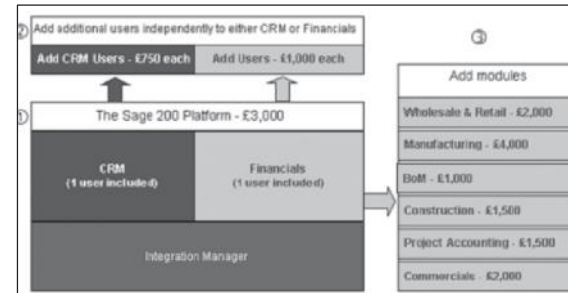 ② Add additional users independently to either CRM or Financials
Add CRM Users - £750 each
Add Users - £1,000 each
① The Sage 200 Platform - £3,000
CRM
(1 user included)
Financials
(1 user included)
Integration Manager
③
Add modules
Wholesale & Retail - £2,000
Manufacturing - £4,000
BoM - £1,000
Construction - £1,500
Project Accounting - £1,500
Commercials - £2,000